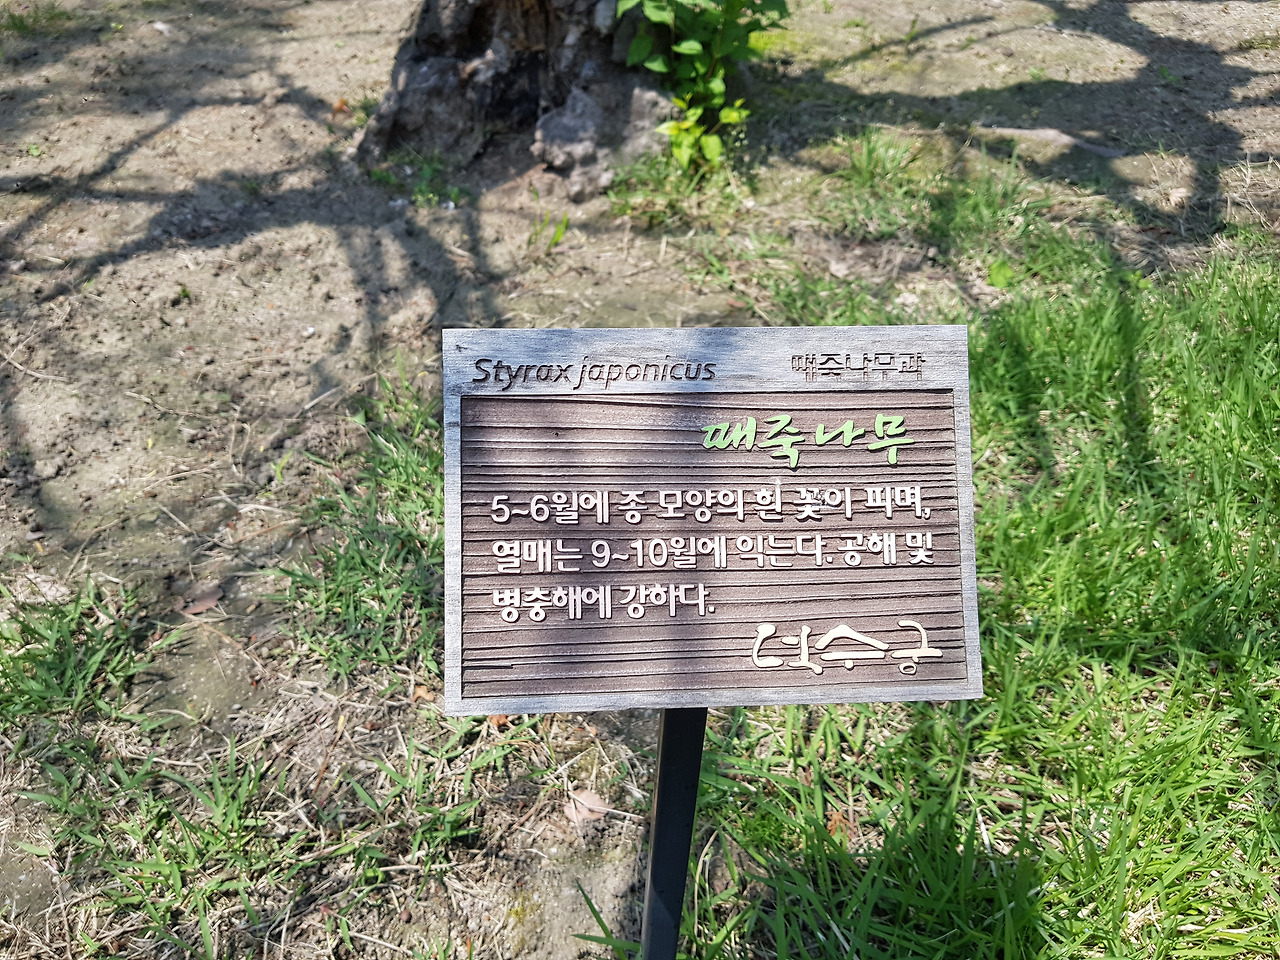 Styrax japonicus 때죽나무과
때죽나무
5~6월에 종 모양의 흰 꽃이 피며,
열매는 9~10월에 익는다. 공해 및
병충해에 강하다.
덕수궁